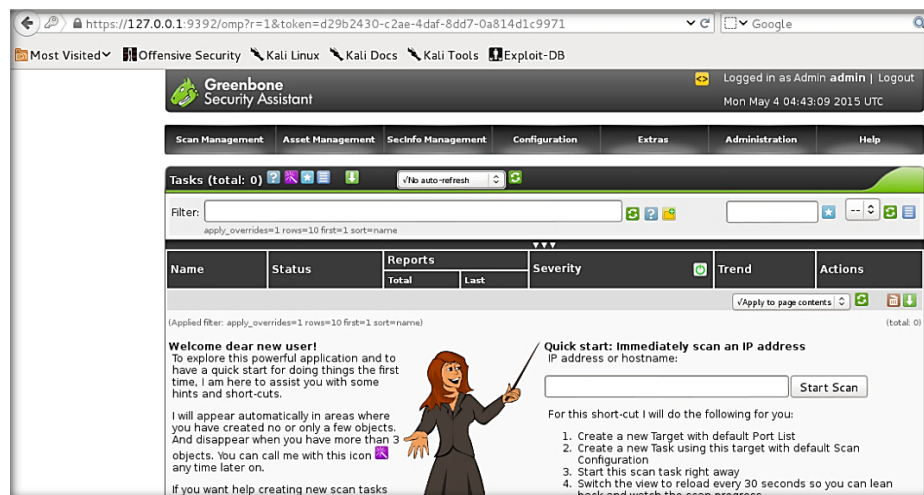 https://127.0.0.1:9392/omp?r=1&token=d29b2430-c2ae-4daf-8dd7-0a814d1c9971
Google
Most Visited Offensive Security Kali Linux Kali Docs Kali Tools Exploit-DB
Greenbone
Security Assistant
Logged in as Admin admin | Logout
Mon May 4 04:43:09 2015 UTC
Scan Management Asset Management SecInfo Management Configuration Extras Administration Help
Tasks (total: 0)
√No auto-refresh
Filter:
--
apply_overrides=1 rows=10 first=1 sort=name
Name Status Reports Severity Trend Actions
Total Last
√Apply to page contents
(Applied filter: apply_overrides=1 rows=10 first=1 sort=name)
(total: 0)
Welcome dear new user!
To explore this powerful application and to
have a quick start for doing things the first
time, I am here to assist you with some
hints and short-cuts.
I will appear automatically in areas where
you have created no or only a few objects.
And disappear when you have more than 3
objects. You can call me with this icon
any time later on.
If you want help creating new scan tasks
Quick start: Immediately scan an IP address
IP address or hostname:
Start Scan
For this short-cut I will do the following for you:
1. Create a new Target with default Port List
2. Create a new Task using this target with default Scan
Configuration
3. Start this scan task right away
4. Switch the view to reload every 30 seconds so you can lean
back and watch the scan progress